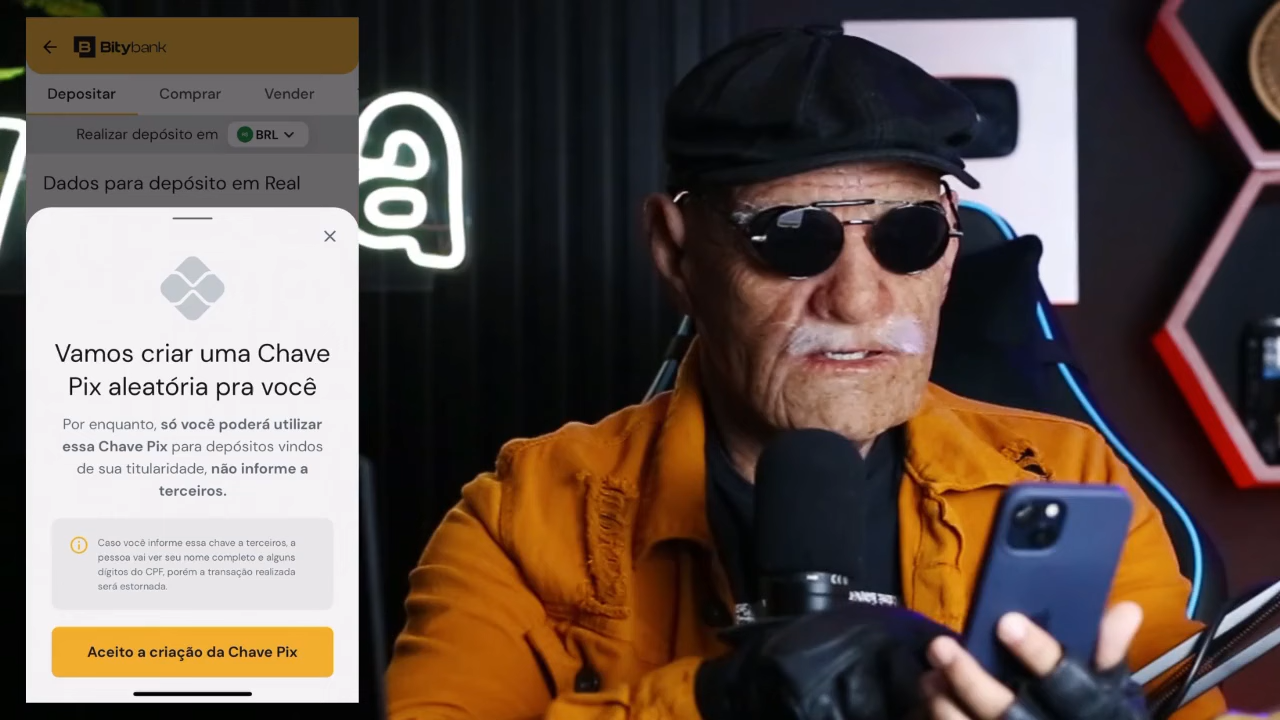 Bitybank
Depositar Comprar Vender
Realizar depósito em BRL
Dados para depósito em Real
Vamos criar uma Chave
Pix aleatória pra você
Por enquanto, só você poderá utilizar
essa Chave Pix para depósitos vindos
de sua titularidade, não informe a
terceiros.
Caso você informe essa chave a terceiros, a
pessoa vai ver seu nome completo e alguns
dígitos do CPF, porém a transação realizada
será estornada.
Aceito a criação da Chave Pix
a